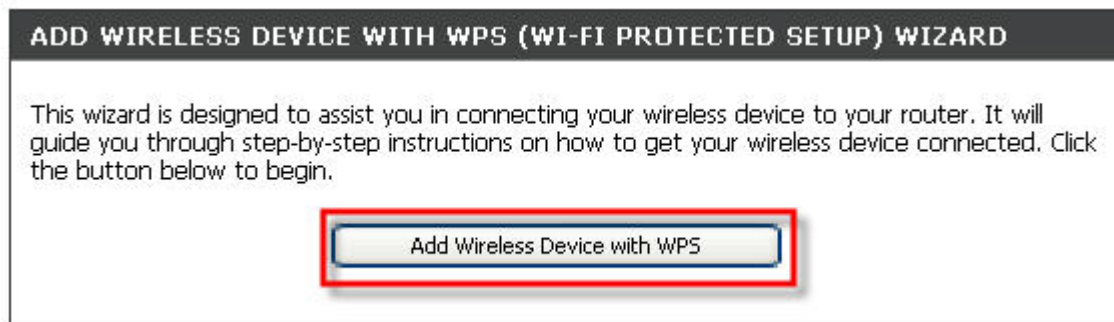 ADD WIRELESS DEVICE WITH WPS (WI-FI PROTECTED SETUP) WIZARD
This wizard is designed to assist you in connecting your wireless device to your router. It will
guide you through step-by-step instructions on how to get your wireless device connected. Click
the button below to begin.
Add Wireless Device with WPS